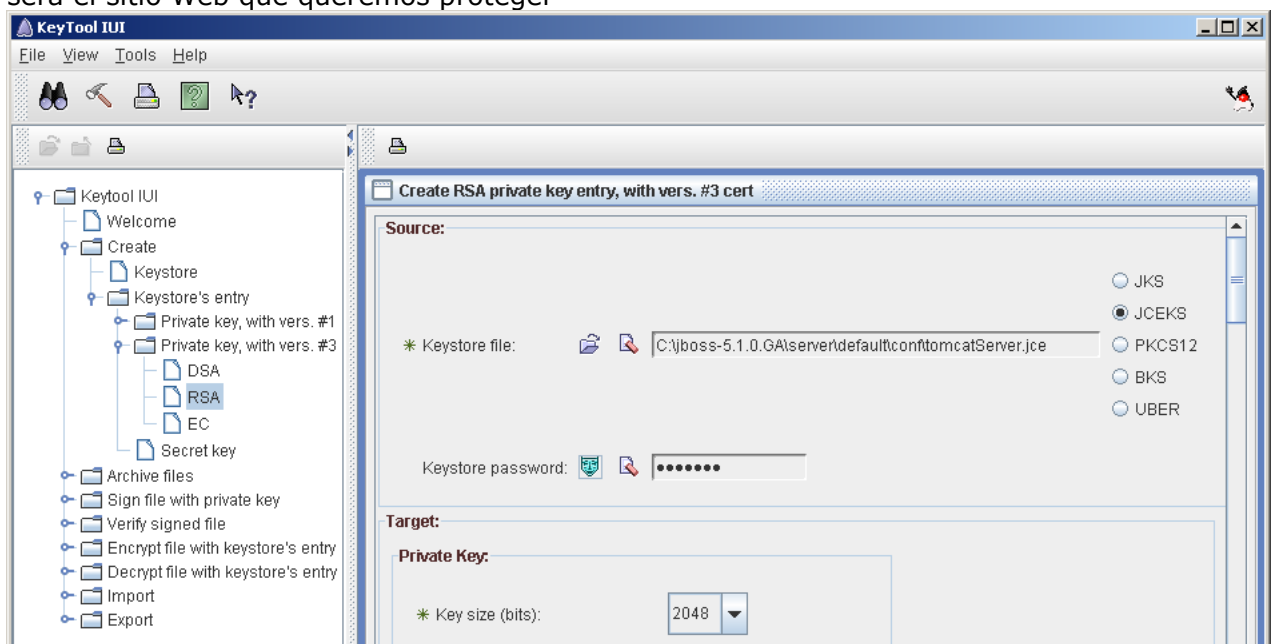 será el sitio Web que queremos proteger
KeyTool IUI
File View Tools Help
Keytool IUI
Welcome
Create
Keystore
Keystore's entry
Private key, with vers. #1
Private key, with vers. #3
DSA
RSA
EC
Secret key
Archive files
Sign file with private key
Verify signed file
Encrypt file with keystore's entry
Decrypt file with keystore's entry
Import
Export
Create RSA private key entry, with vers. #3 cert
Source:
JKS
JCEKS
PKCS12
BKS
UBER
✳ Keystore file: C:\jboss-5.1.0.GA\server\default\conf\tomcatServer.jce
Keystore password: •••••••
Target:
Private Key:
✳ Key size (bits): 2048